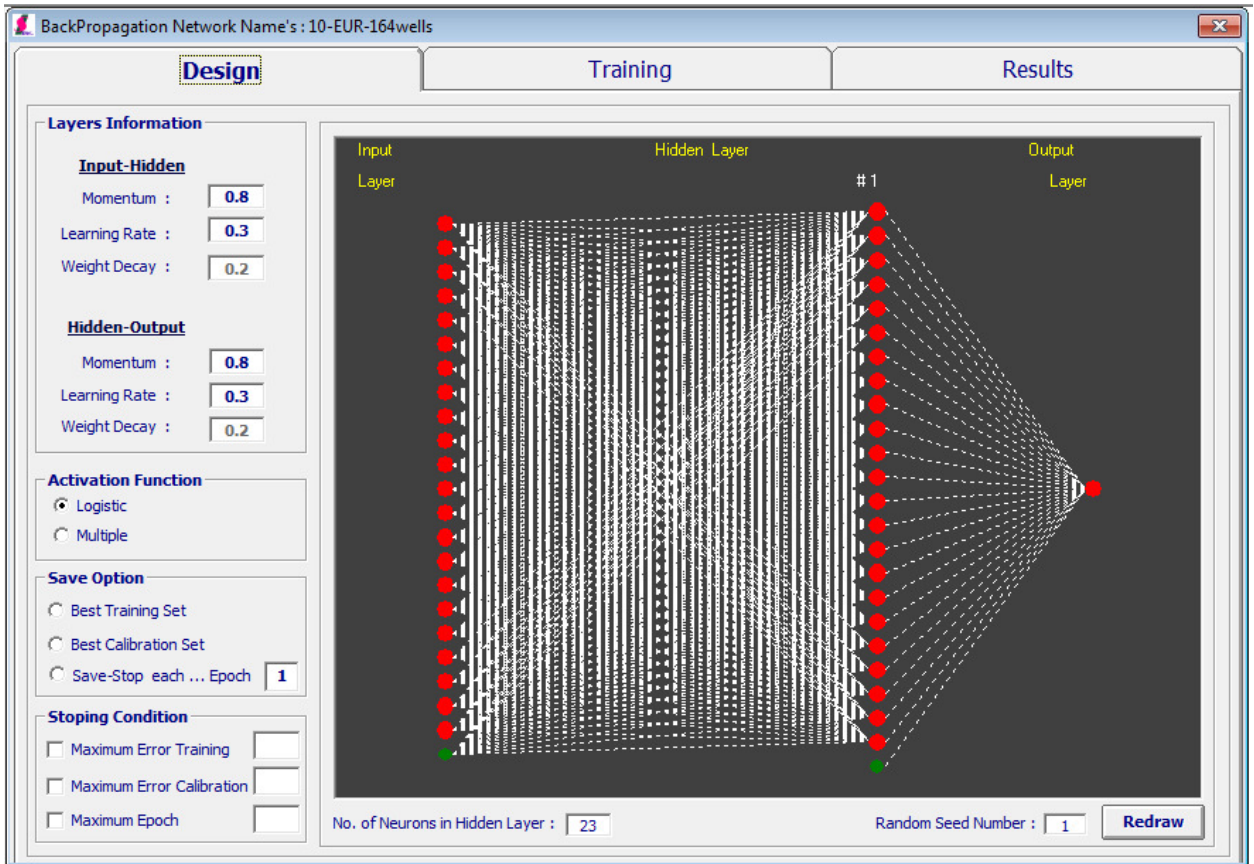 BackPropagation Network Name's : 10-EUR-164wells
Design
Training
Results
Layers Information
Input-Hidden
Momentum : 0.8
Learning Rate : 0.3
Weight Decay : 0.2
Hidden-Output
Momentum : 0.8
Learning Rate : 0.3
Weight Decay : 0.2
Activation Function
Logistic
Multiple
Save Option
Best Training Set
Best Calibration Set
Save-Stop each ... Epoch 1
Stoping Condition
Maximum Error Training
Maximum Error Calibration
Maximum Epoch
Input Hidden Layer Output
Layer # 1 Layer
No. of Neurons in Hidden Layer : 23 Random Seed Number : 1 Redraw